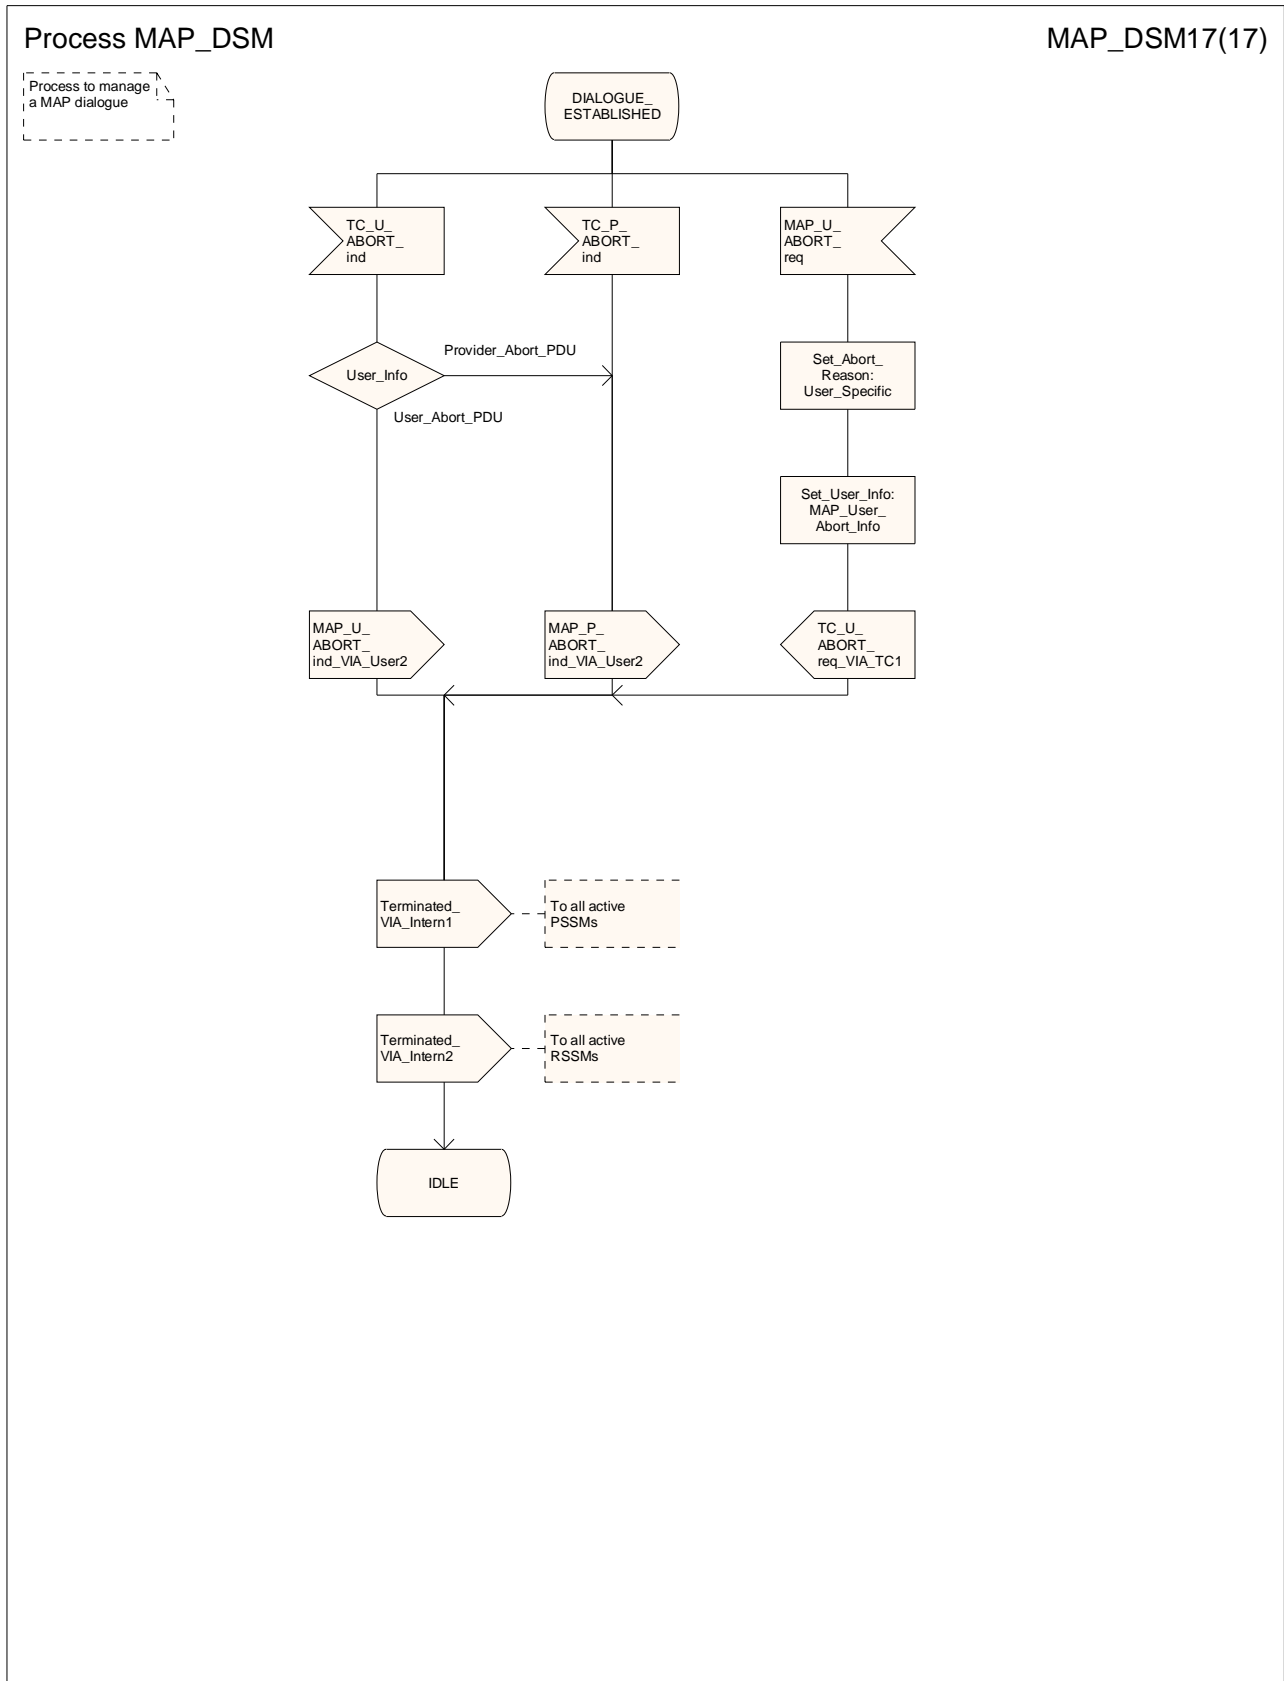 Process MAP_DSM
MAP_DSM17(17)
Process to manage
a MAP dialogue
DIALOGUE_
ESTABLISHED
TC_U_
ABORT_
ind
TC_P_
ABORT_
ind
MAP_U_
ABORT_
req
User_Info
Provider_Abort_PDU
User_Abort_PDU
Set_Abort_
Reason:
User_Specific
Set_User_Info:
MAP_User_
Abort_Info
MAP_U_
ABORT_
ind_VIA_User2
MAP_P_
ABORT_
ind_VIA_User2
TC_U_
ABORT_
req_VIA_TC1
Terminated_
VIA_Intern1
To all active
PSSMs
Terminated_
VIA_Intern2
To all active
RSSMs
IDLE